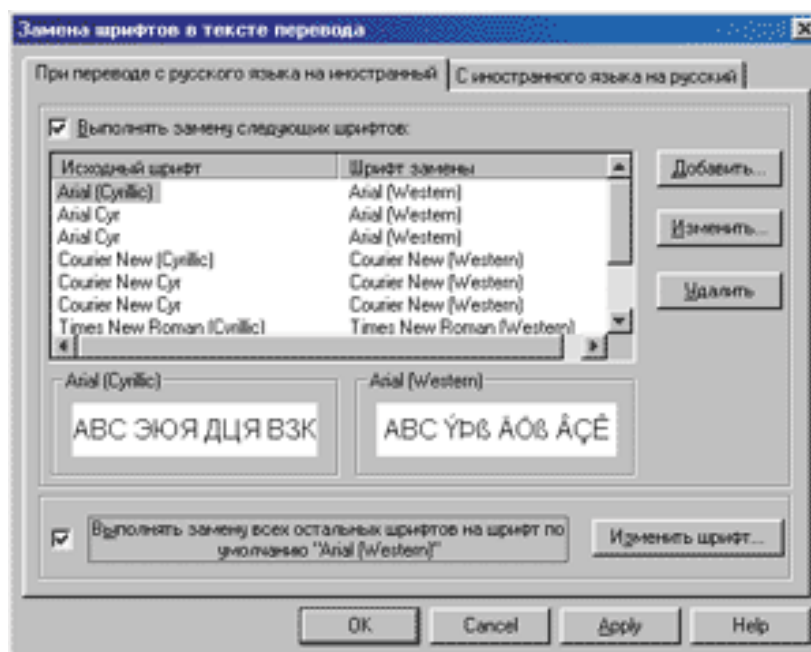 Замена шрифтов в тексте перевода
При переводе с русского языка на иностранный
С иностранного языка на русский
Выполнять замену следующих шрифтов:
Исходный шрифт Шрифт замены
Arial (Cyrillic) Arial (Western)
Arial Cyr Arial (Western)
Arial Cyr Arial (Western)
Courier New (Cyrillic) Courier New (Western)
Courier New Cyr Courier New (Western)
Courier New Cyr Courier New (Western)
Times New Roman (Cyrillic) Times New Roman (Western)
Добавить...
Изменить...
Удалить
Arial (Cyrillic) Arial (Western)
АВС ЭЮЯ ДЦЯ ВЗК ABC ÝÞß ÄÖß ÂÇÊ
Выполнять замену всех остальных шрифтов на шрифт по
умолчанию "Arial (Western)"
Изменить шрифт...
OK Cancel Apply Help